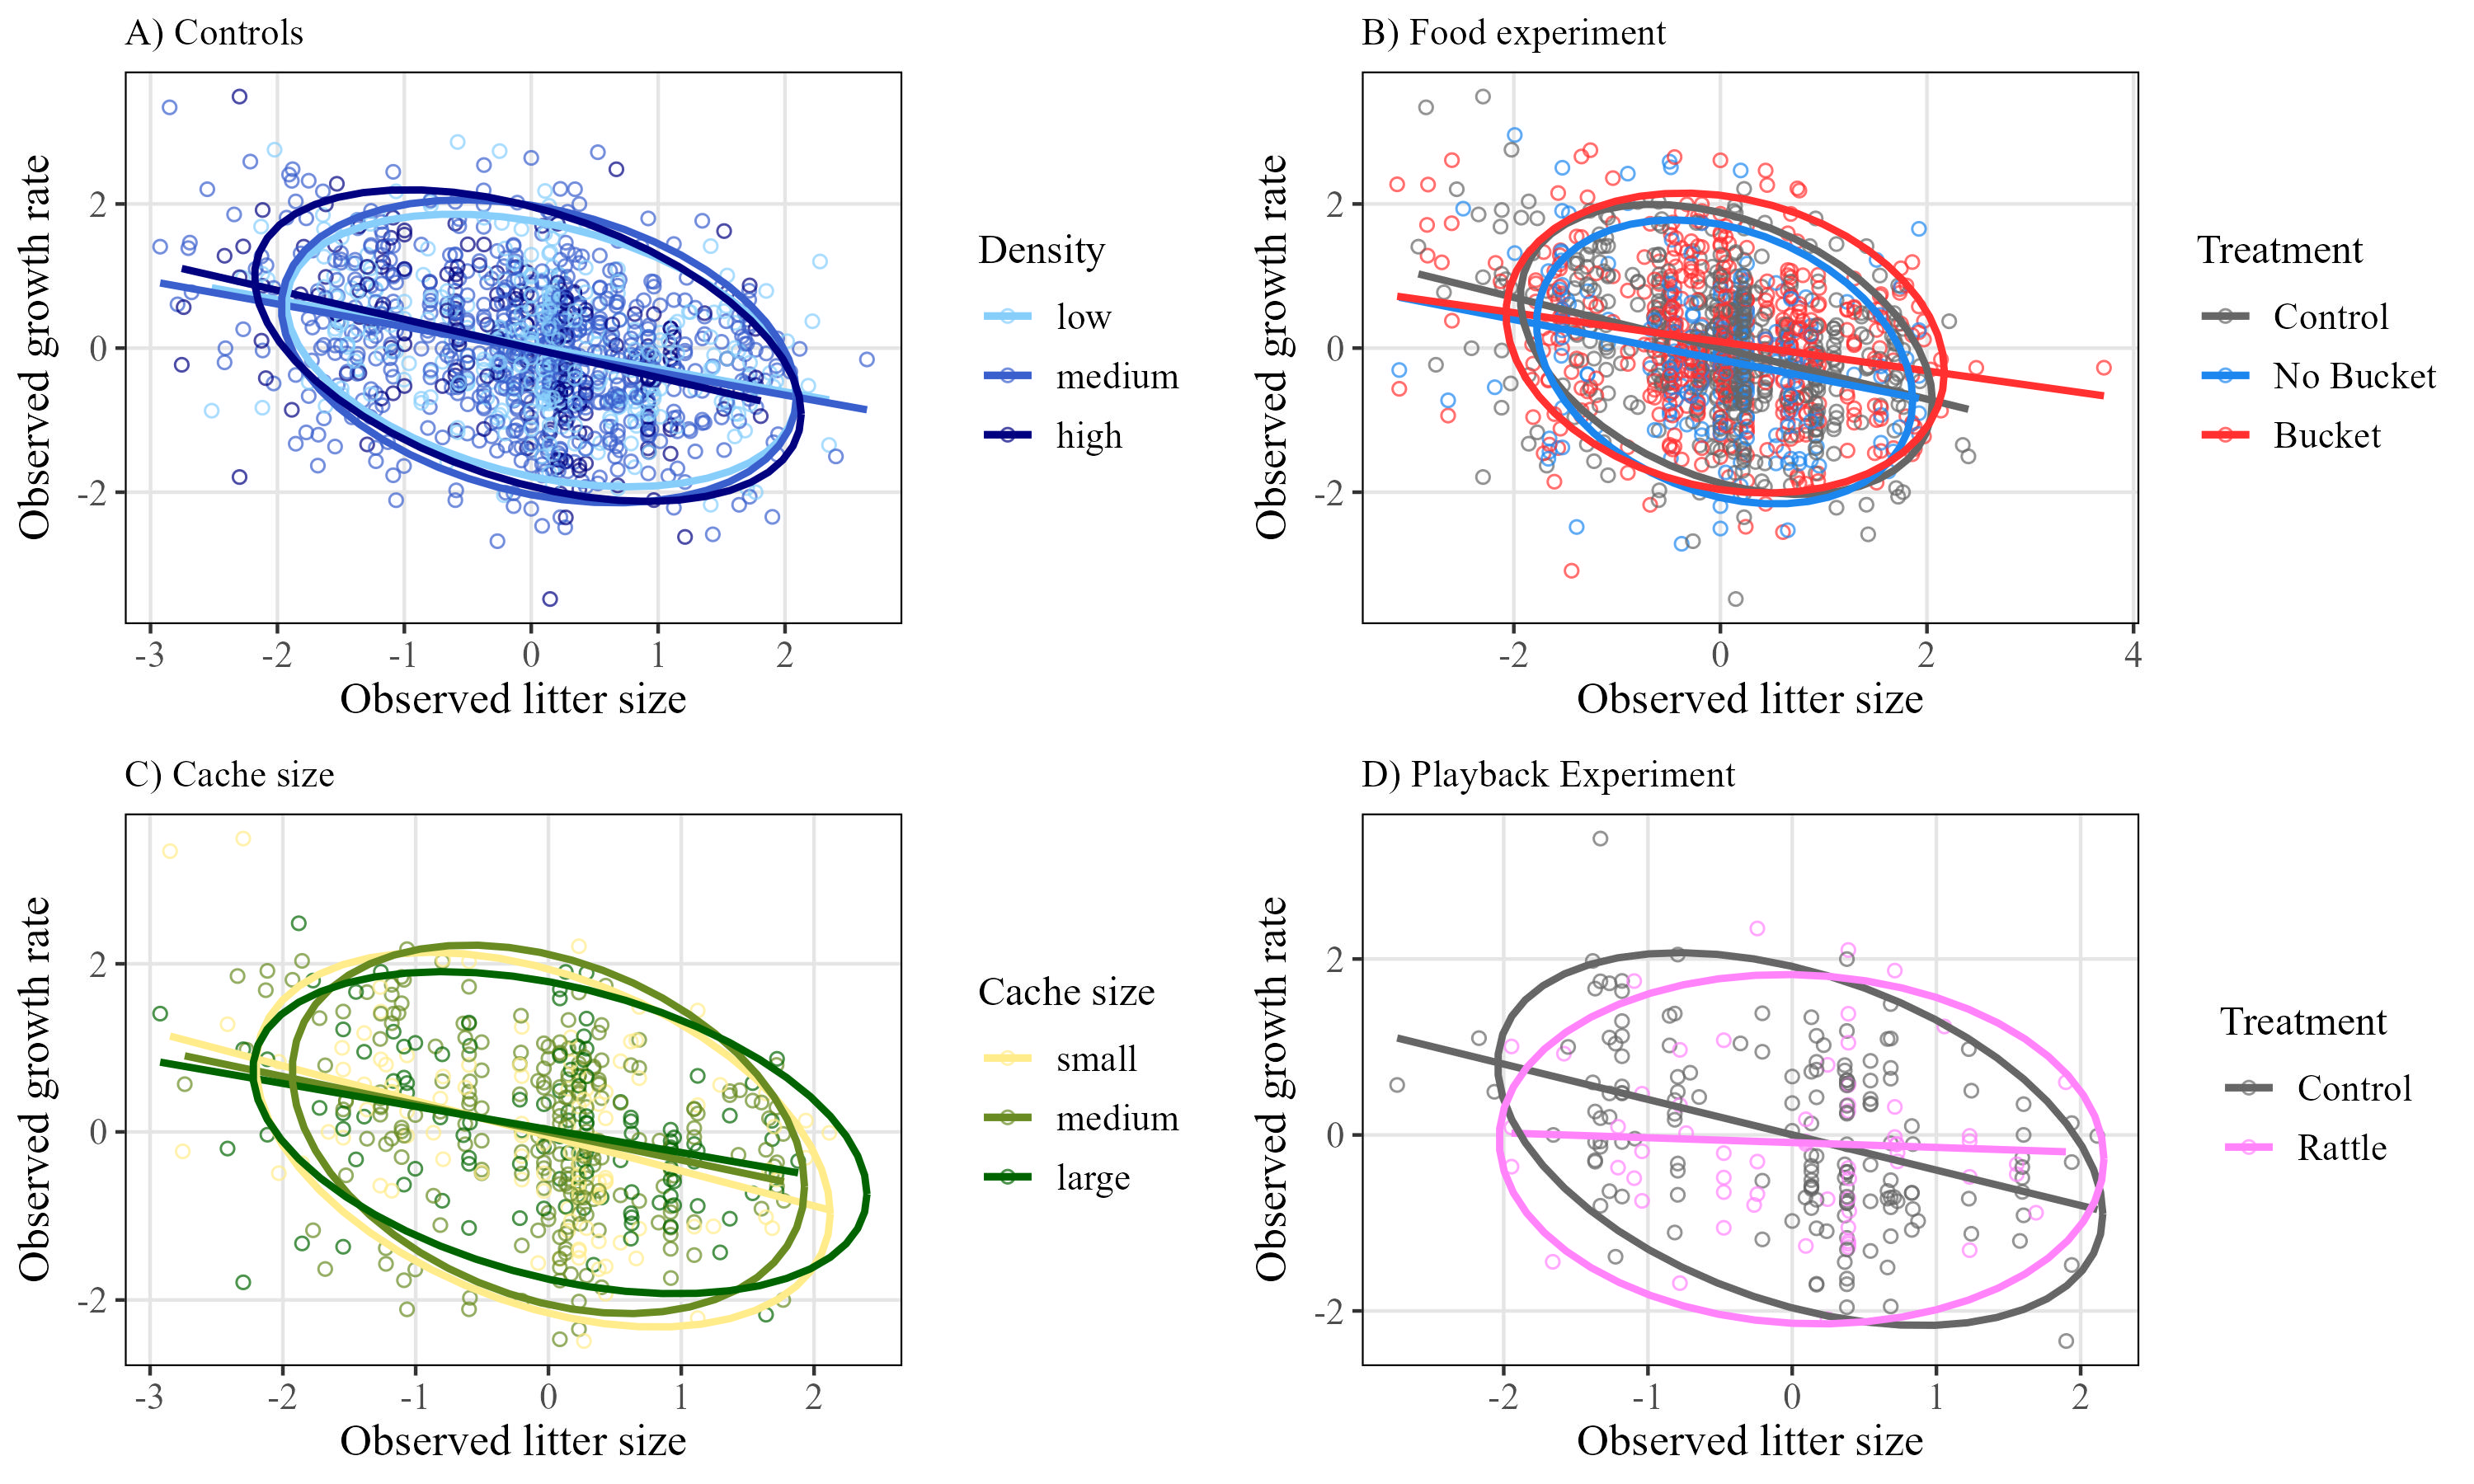 A) Controls
Observed growth rate
2
0
-2
-3 -2 -1 0 1 2
Observed litter size
Density
low
medium
high
B) Food experiment
Observed growth rate
2
0
-2
-2 0 2 4
Observed litter size
Treatment
Control
No Bucket
Bucket
C) Cache size
Observed growth rate
2
0
-2
-3 -2 -1 0 1 2
Observed litter size
Cache size
small
medium
large
D) Playback Experiment
Observed growth rate
2
0
-2
-2 -1 0 1 2
Observed litter size
Treatment
Control
Rattle